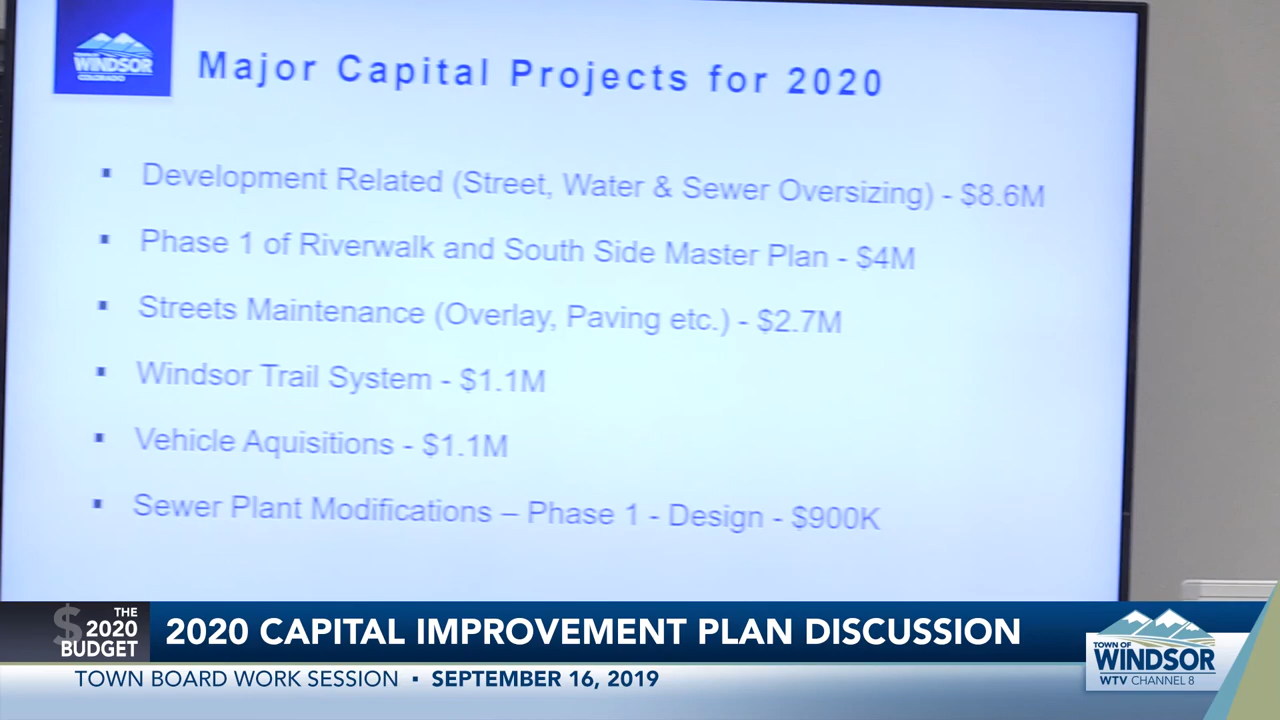 TOWN OF
WINDSOR
COLORADO
Major Capital Projects for 2020
▪ Development Related (Street, Water & Sewer Oversizing) - $8.6M
▪ Phase 1 of Riverwalk and South Side Master Plan - $4M
▪ Streets Maintenance (Overlay, Paving etc.) - $2.7M
▪ Windsor Trail System - $1.1M
▪ Vehicle Aquisitions - $1.1M
▪ Sewer Plant Modifications – Phase 1 - Design - $900K
$ THE
2020
BUDGET
2020 CAPITAL IMPROVEMENT PLAN DISCUSSION
TOWN BOARD WORK SESSION ▪ SEPTEMBER 16, 2019
TOWN OF
WINDSOR
WTV CHANNEL 8